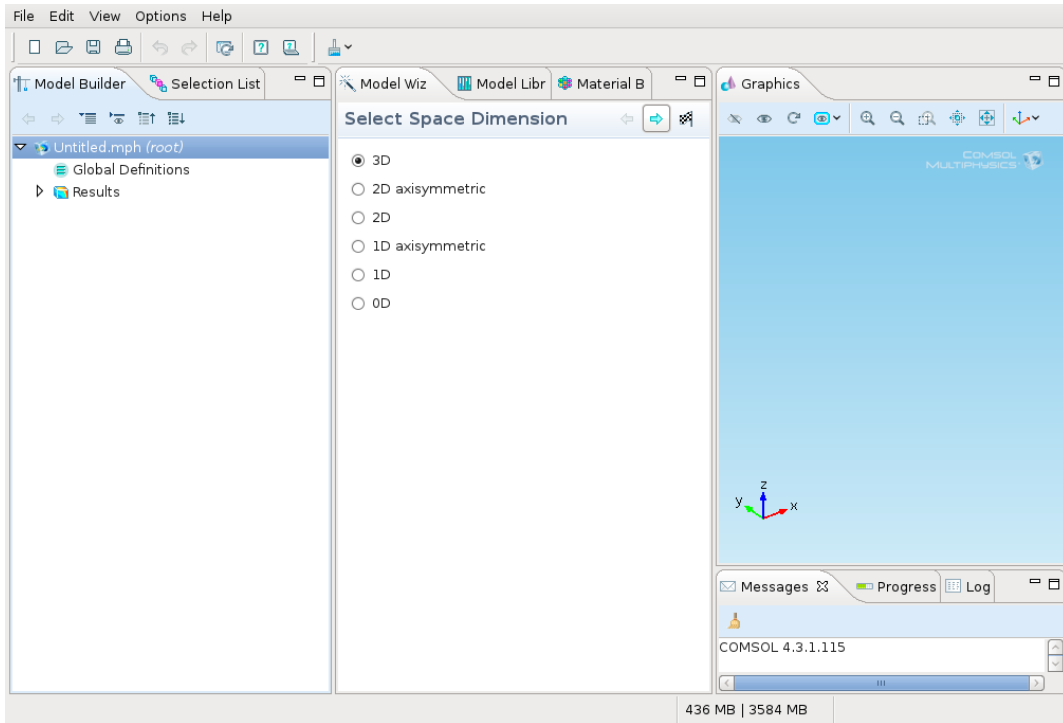 File Edit View Options Help
Model Builder Selection List
Untitled.mph (root)
Global Definitions
Results
Model Wiz Model Libr Material B
Select Space Dimension
3D
2D axisymmetric
2D
1D axisymmetric
1D
0D
Graphics
COMSOL
MULTIPHYSICS
z
y x
Messages Progress Log
COMSOL 4.3.1.115
436 MB | 3584 MB